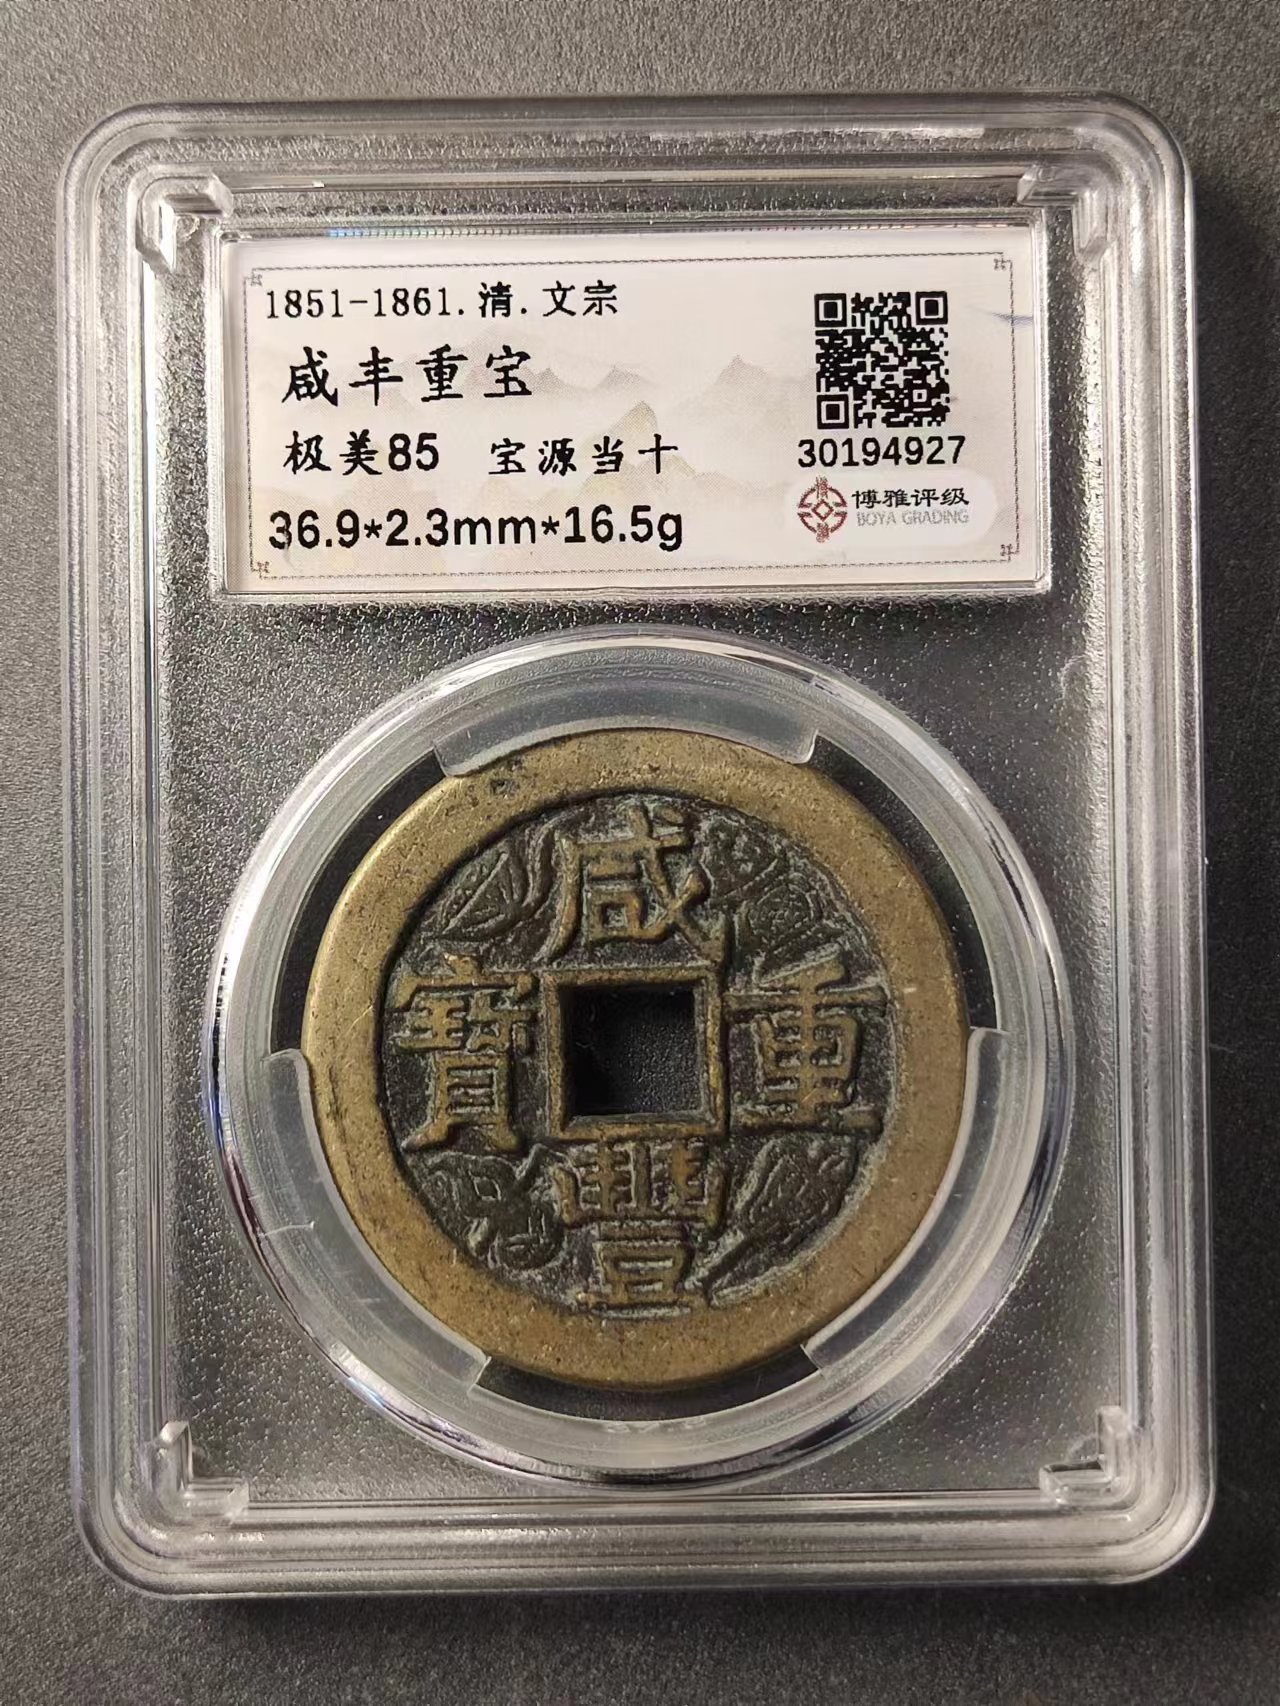 1851-1861.清.文宗
咸丰重宝
极美85 宝源当十
36.9*2.3mm*16.5g
30194927
博雅评级
BOYA GRADING
咸
豐
重
寶